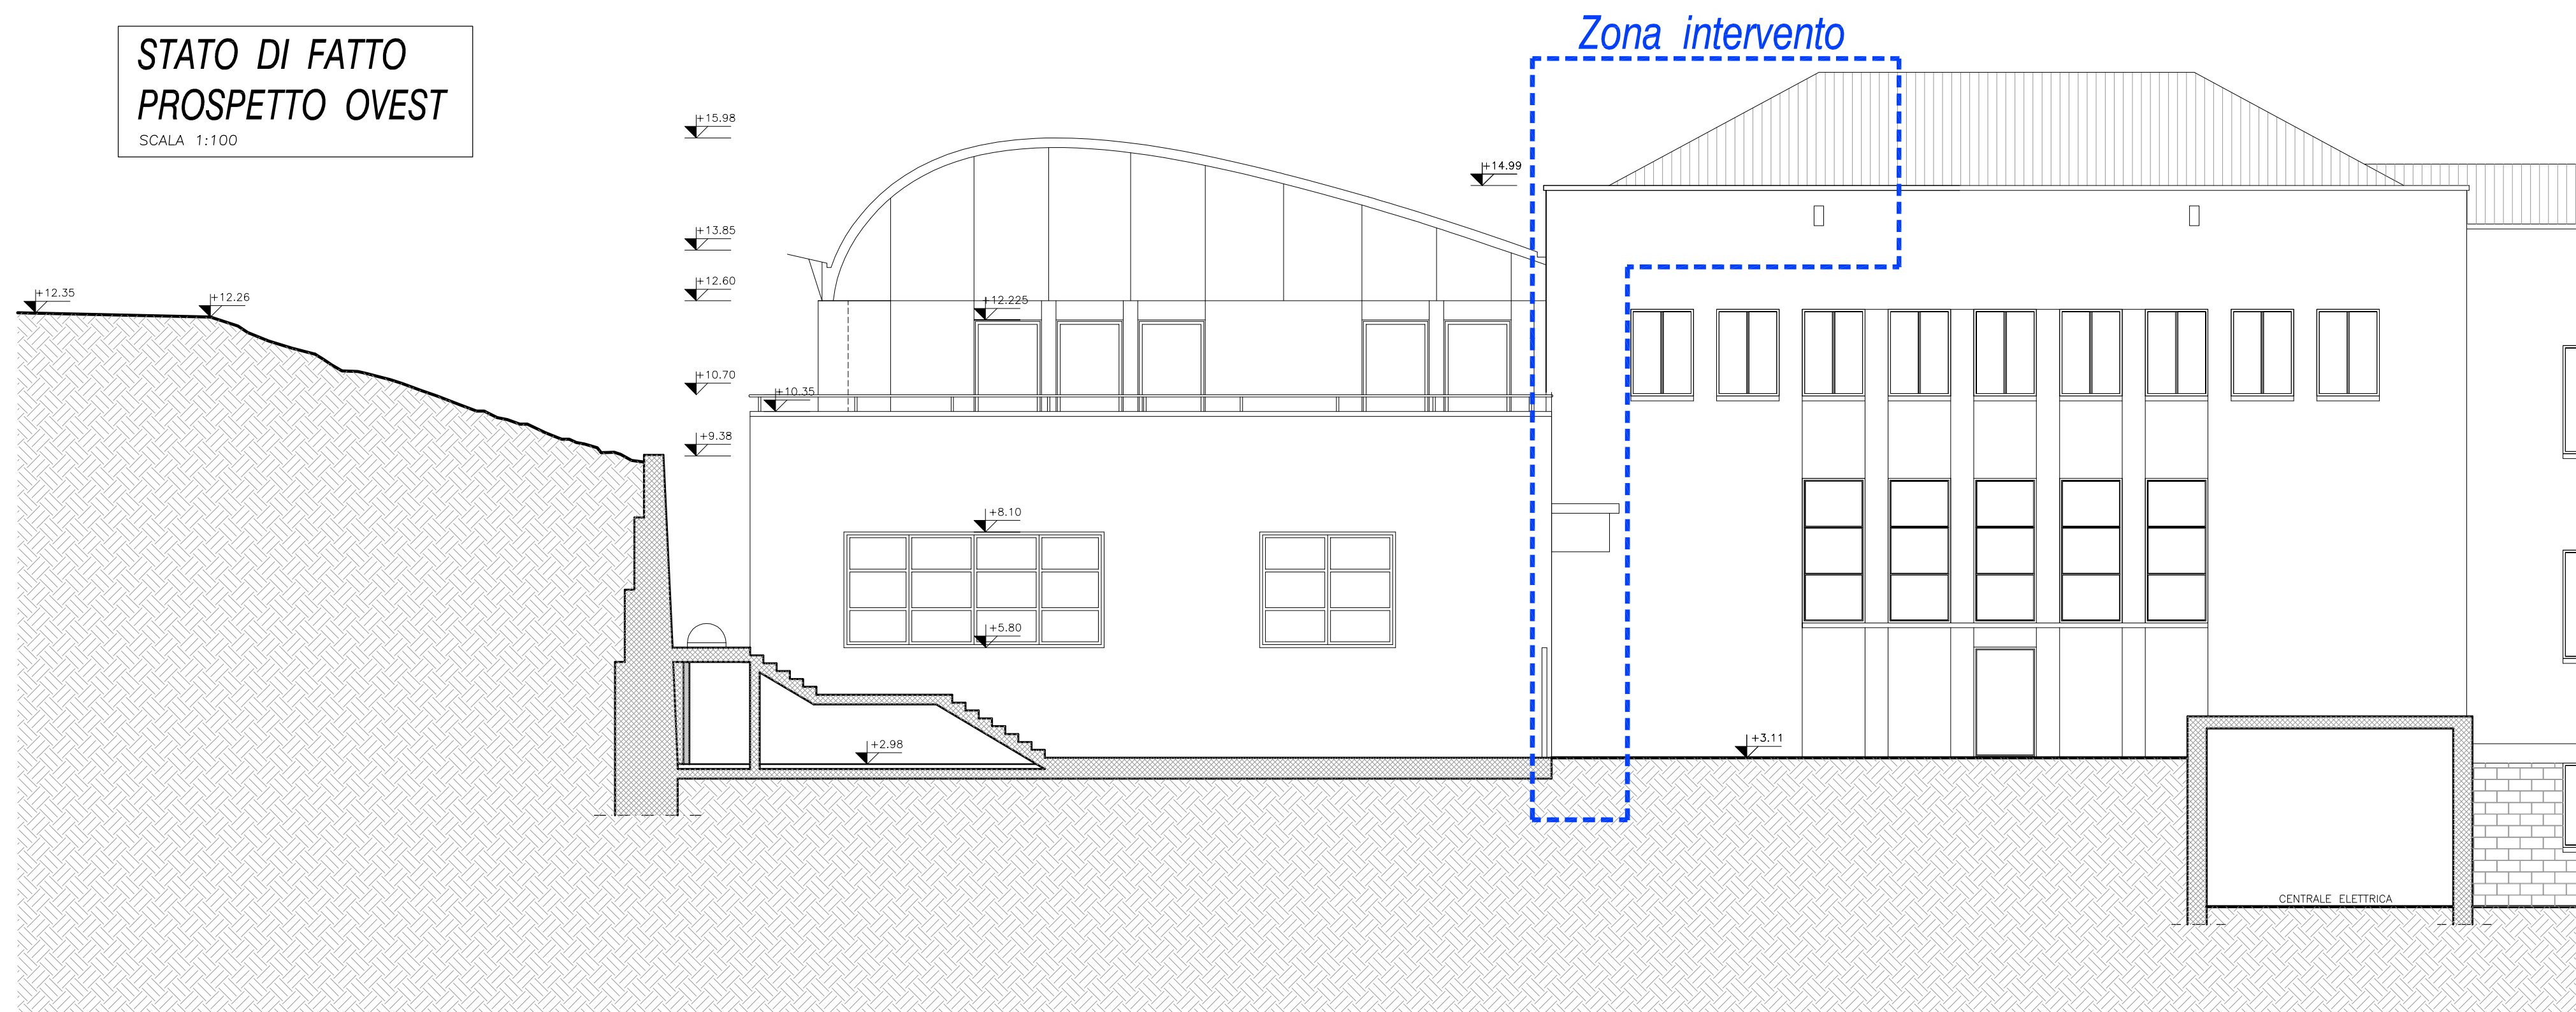 STATO DI FATTO
PROSPETTO OVEST
SCALA 1:100
Zona intervento
+15.98
+14.99
+13.85
+12.60
+12.35
+12.26
+12.225
+10.70
+10.35
+9.38
+8.10
+5.80
+2.98
+3.11
CENTRALE ELETTRICA